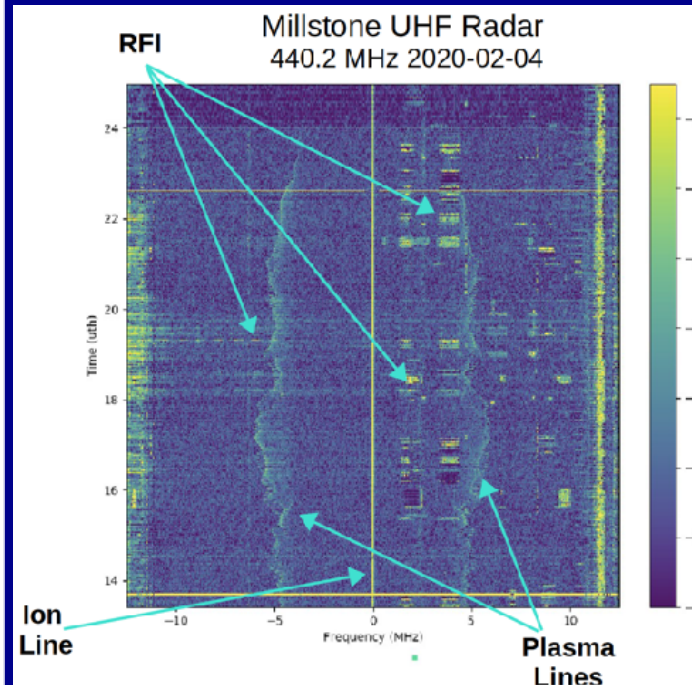 Millstone UHF Radar
440.2 MHz 2020-02-04
RFI
24
22
20
18
16
14
Time (uth)
−10
−5
0
5
10
Frequency (MHz)
Ion
Line
Plasma
Lines